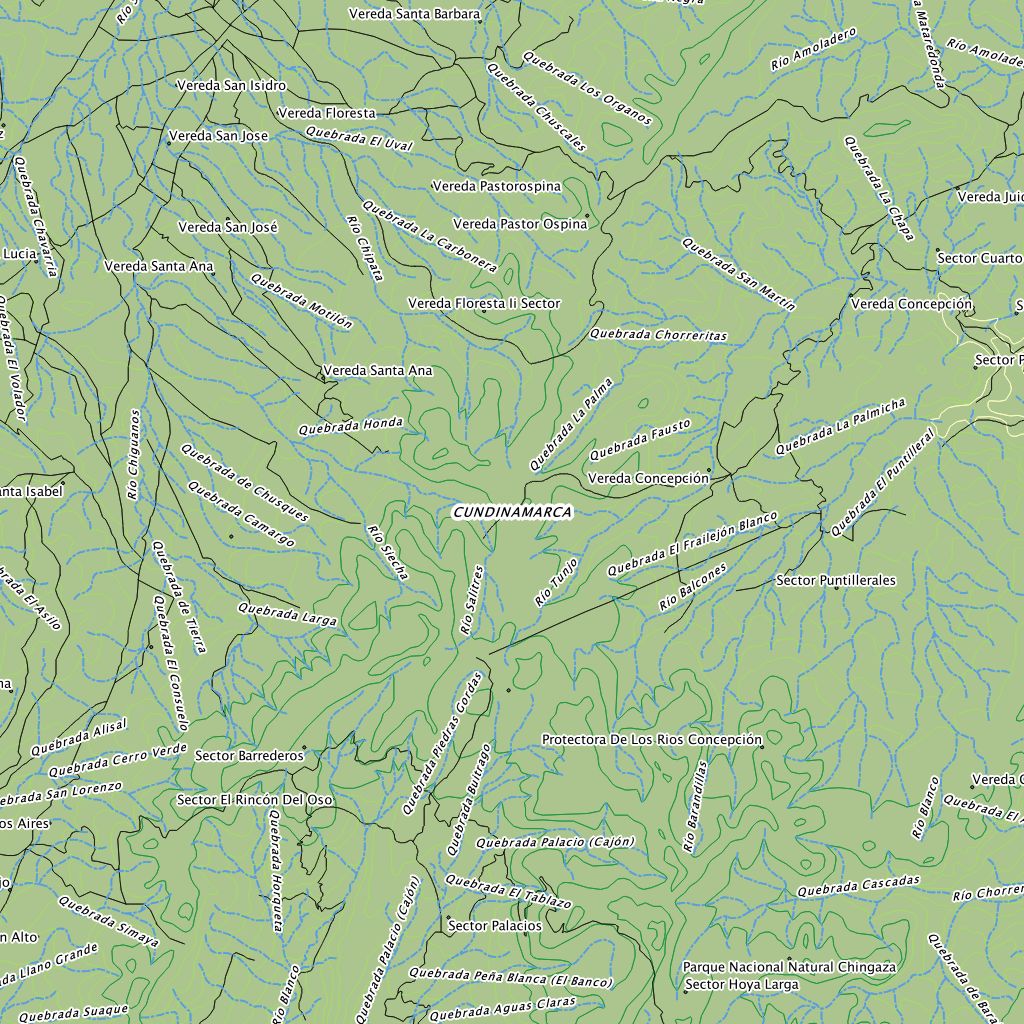 Vereda Santa Barbara
Río Amoladero
Mataredonda
Río Amolade
Quebrada Los Organos
Quebrada Chuscales
Vereda San Isidro
Vereda Floresta
Vereda San Jose
Quebrada El Uval
Quebrada La Chapa
Quebrada Chavarria
Vereda Pastorospina
Vereda Pastor Ospina
Vereda San José
Quebrada La Carbonera
Río Chipata
Lucia
Vereda Santa Ana
Quebrada San Martín
Sector Cuarto
Quebrada Motilón
Vereda Floresta Ii Sector
Vereda Concepción
Quebrada El Volador
Quebrada Chorreritas
Vereda Santa Ana
Quebrada La Palma
Quebrada Honda
Quebrada Fausto
Quebrada La Palmicha
Río Chiguanos
Quebrada El Puntilleral
Quebrada de Chusques
Vereda Concepción
Quebrada Camargo
CUNDINAMARCA
Río Siecha
Quebrada El Frailejón Blanco
Quebrada de Tierra
Río Salitres
Río Tunjo
Río Balcones
Sector Puntillerales
Quebrada Larga
Quebrada El Consuelo
Quebrada Piedras Gordas
Quebrada Alisal
Quebrada Cerro Verde
Sector Barrederos
Protectora De Los Rios Concepción
Quebrada Buitrago
Río Barandillas
Río Blanco
San Lorenzo
Sector El Rincón Del Oso
Quebrada Horqueta
Quebrada Palacio (Cajón)
Quebrada El Tablazo
Quebrada Cascadas
Quebrada Palacio (Cajón)
Quebrada Simaya
Sector Palacios
Llano Grande
Río Blanco
Quebrada Peña Blanca (El Banco)
Parque Nacional Natural Chingaza
Sector Hoya Larga
Quebrada Aguas Claras
Quebrada Suaque